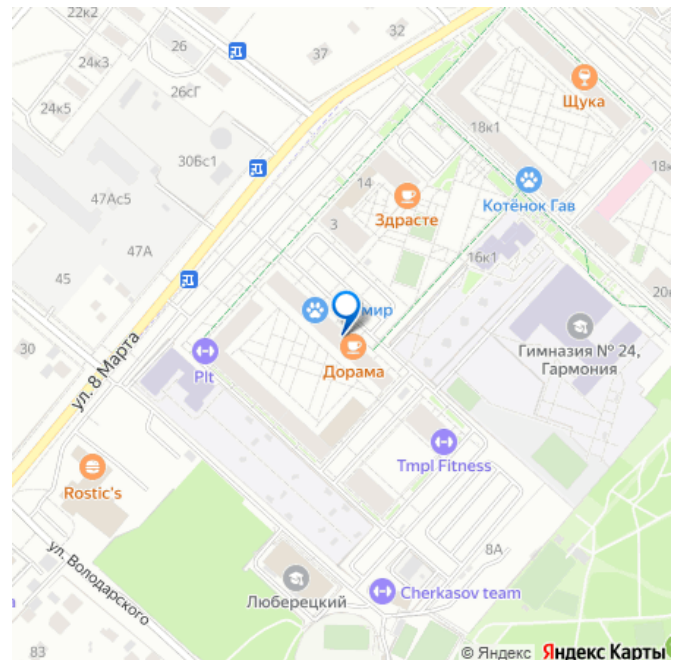 22к2
32
26
37
24к3
26сГ
Щука
24к5
18к1
30Бс1
14
18к
47Ас5
Здрасте
Котёнок Гав
3
47А
16к1
45
20
мир
Гимназия № 24,
Гармония
30
ул. 8 Марта
Plt
Дорама
Tmpl Fitness
Rostic's
8А
ул. Володарского
Люберецкий
Cherkasov team
83
© Яндекс Яндекс Карты